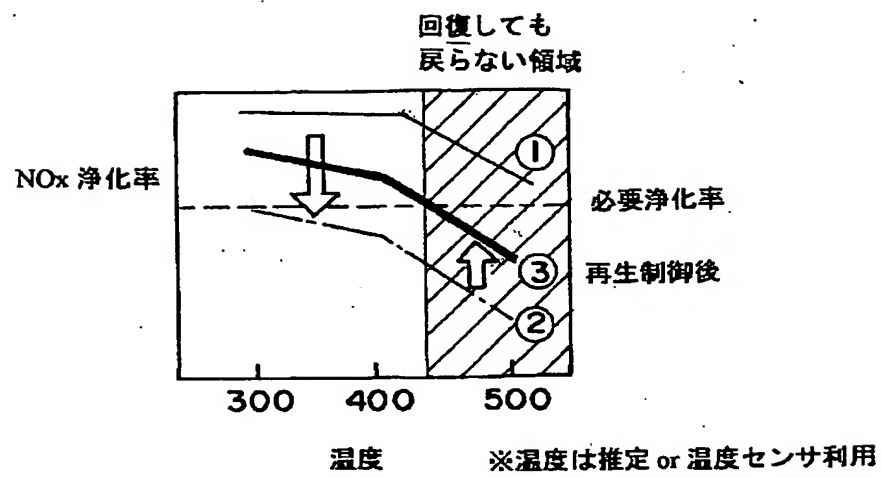 回復しても
戻らない領域
①
NOx 浄化率
必要浄化率
③
再生制御後
②
300
400
500
温度
※温度は推定 or 温度センサ利用